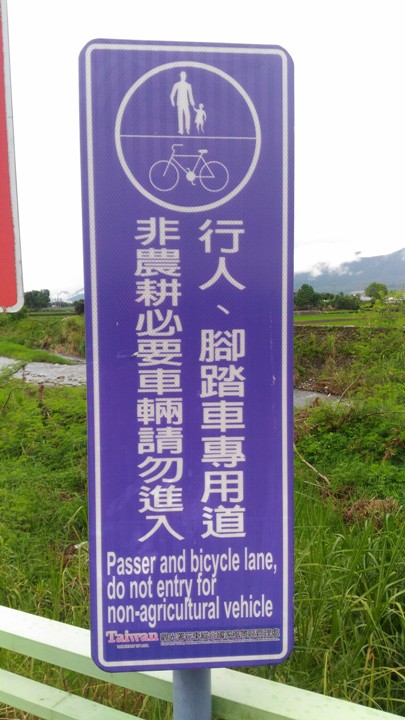 行人、腳踏車專用道
非農耕必要車輛請勿進入
Passer and bicycle lane,
do not entry for
non-agricultural vehicle
Taiwan